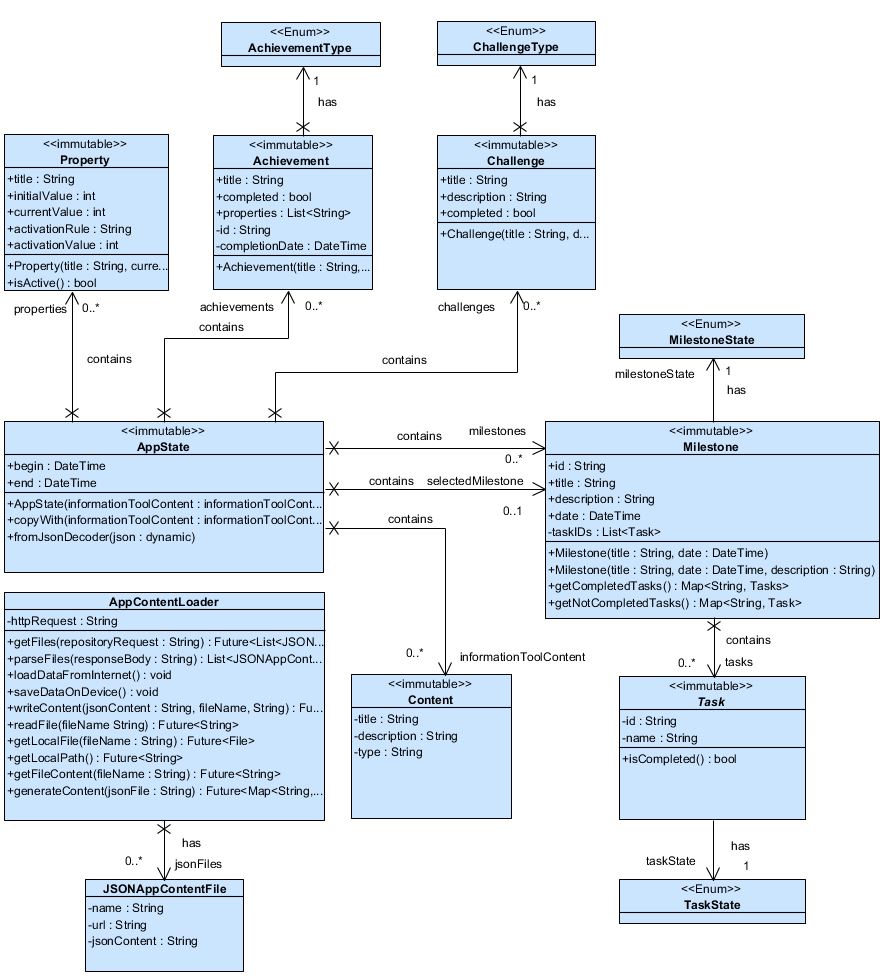 <<Enum>>
AchievementType
<<Enum>>
ChallengeType
1
has
1
has
<<immutable>>
Property
+title : String
+initialValue : int
+currentValue : int
+activationRule : String
+activationValue : int
+Property(title : String, curre...
+isActive() : bool
<<immutable>>
Achievement
+title : String
+completed : bool
+properties : List<String>
-id : String
-completionDate : DateTime
+Achievement(title : String,...
<<immutable>>
Challenge
+title : String
+description : String
+completed : bool
+Challenge(title : String, d...
properties
0..*
contains
achievements
0..*
contains
challenges
0..*
contains
<<Enum>>
MilestoneState
milestoneState
1
has
<<immutable>>
AppState
+begin : DateTime
+end : DateTime
+AppState(informationToolContent : informationToolCont...
+copyWith(informationToolContent : informationToolCont...
+fromJsonDecoder(json : dynamic)
contains
milestones
0..*
contains
selectedMilestone
0..1
contains
0..*
informationToolContent
<<immutable>>
Milestone
+id : String
+title : String
+description : String
+date : DateTime
-taskIDs : List<Task>
+Milestone(title : String, date : DateTime)
+Milestone(title : String, date : DateTime, description : String)
+getCompletedTasks() : Map<String, Tasks>
+getNotCompletedTasks() : Map<String, Task>
AppContentLoader
-httpRequest : String
+getFiles(repositoryRequest : String) : Future<List<JSON...
+parseFiles(responseBody : String) : List<JSONAppCont...
+loadDataFromInternet() : void
+saveDataOnDevice() : void
+writeContent(jsonContent : String, fileName, String) : Fu...
+readFile(fileName String) : Future<String>
+getLocalFile(fileName : String) : Future<File>
+getLocalPath() : Future<String>
+getFileContent(fileName : String) : Future<String>
+generateContent(jsonFile : String) : Future<Map<String,...
<<immutable>>
Content
-title : String
-description : String
-type : String
contains
0..*
tasks
<<immutable>>
Task
-id : String
-name : String
+isCompleted() : bool
has
0..*
jsonFiles
JSONAppContentFile
-name : String
-url : String
-jsonContent : String
has
taskState
1
<<Enum>>
TaskState